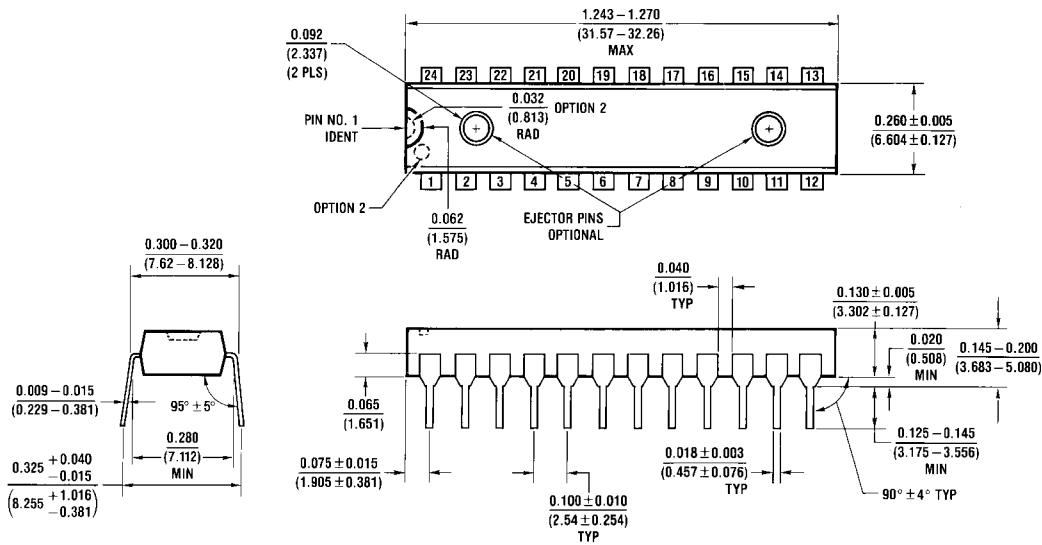 1.243 – 1.270
(31.57 – 32.26)
MAX
0.092
(2.337)
(2 PLS)
24 23 22 21 20 19 18 17 16 15 14 13
0.032
(0.813)
RAD
OPTION 2
PIN NO. 1
IDENT
0.260 ± 0.005
(6.604 ± 0.127)
1 2 3 4 5 6 7 8 9 10 11 12
OPTION 2
0.062
(1.575)
RAD
EJECTOR PINS
OPTIONAL
0.300 – 0.320
(7.62 – 8.128)
0.040
(1.016)
TYP
0.130 ± 0.005
(3.302 ± 0.127)
0.020
(0.508)
MIN
0.145 – 0.200
(3.683 – 5.080)
0.009 – 0.015
(0.229 – 0.381)
95° ± 5°
0.065
(1.651)
0.280
(7.112)
MIN
0.325 +0.040
−0.015
(8.255 +1.016
−0.381)
0.075 ± 0.015
(1.905 ± 0.381)
0.100 ± 0.010
(2.54 ± 0.254)
TYP
0.018 ± 0.003
(0.457 ± 0.076)
TYP
0.125 – 0.145
(3.175 – 3.556)
MIN
90° ± 4° TYP